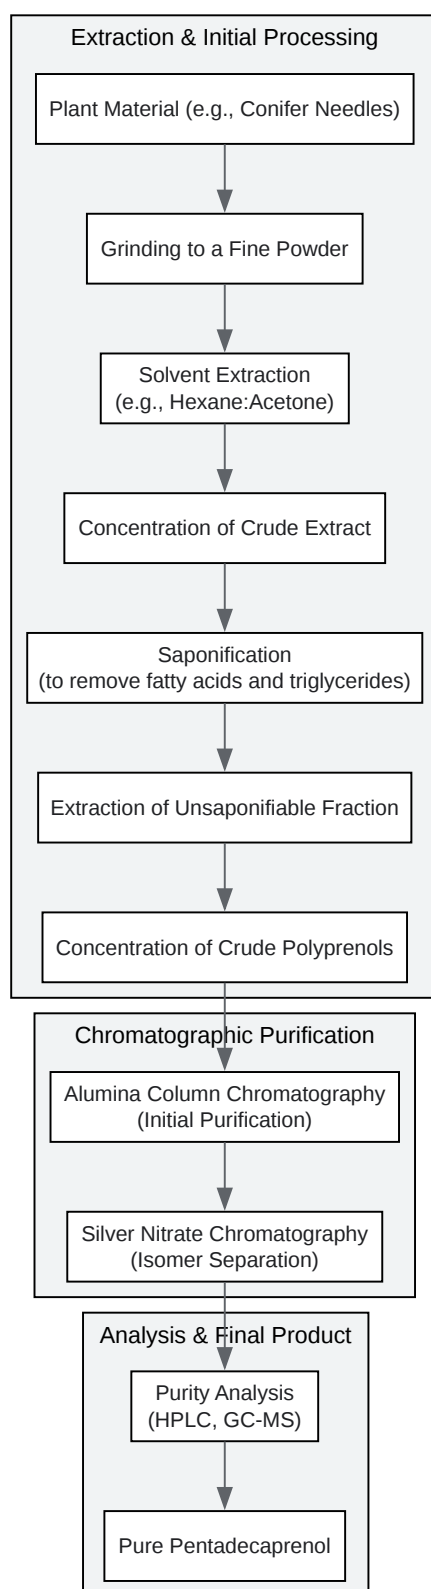 Extraction & Initial Processing
Plant Material (e.g., Conifer Needles)
Grinding to a Fine Powder
Solvent Extraction
(e.g., Hexane:Acetone)
Concentration of Crude Extract
Saponification
(to remove fatty acids and triglycerides)
Extraction of Unsaponifiable Fraction
Concentration of Crude Polyprenols
Chromatographic Purification
Alumina Column Chromatography
(Initial Purification)
Silver Nitrate Chromatography
(Isomer Separation)
Analysis & Final Product
Purity Analysis
(HPLC, GC-MS)
Pure Pentadecaprenol